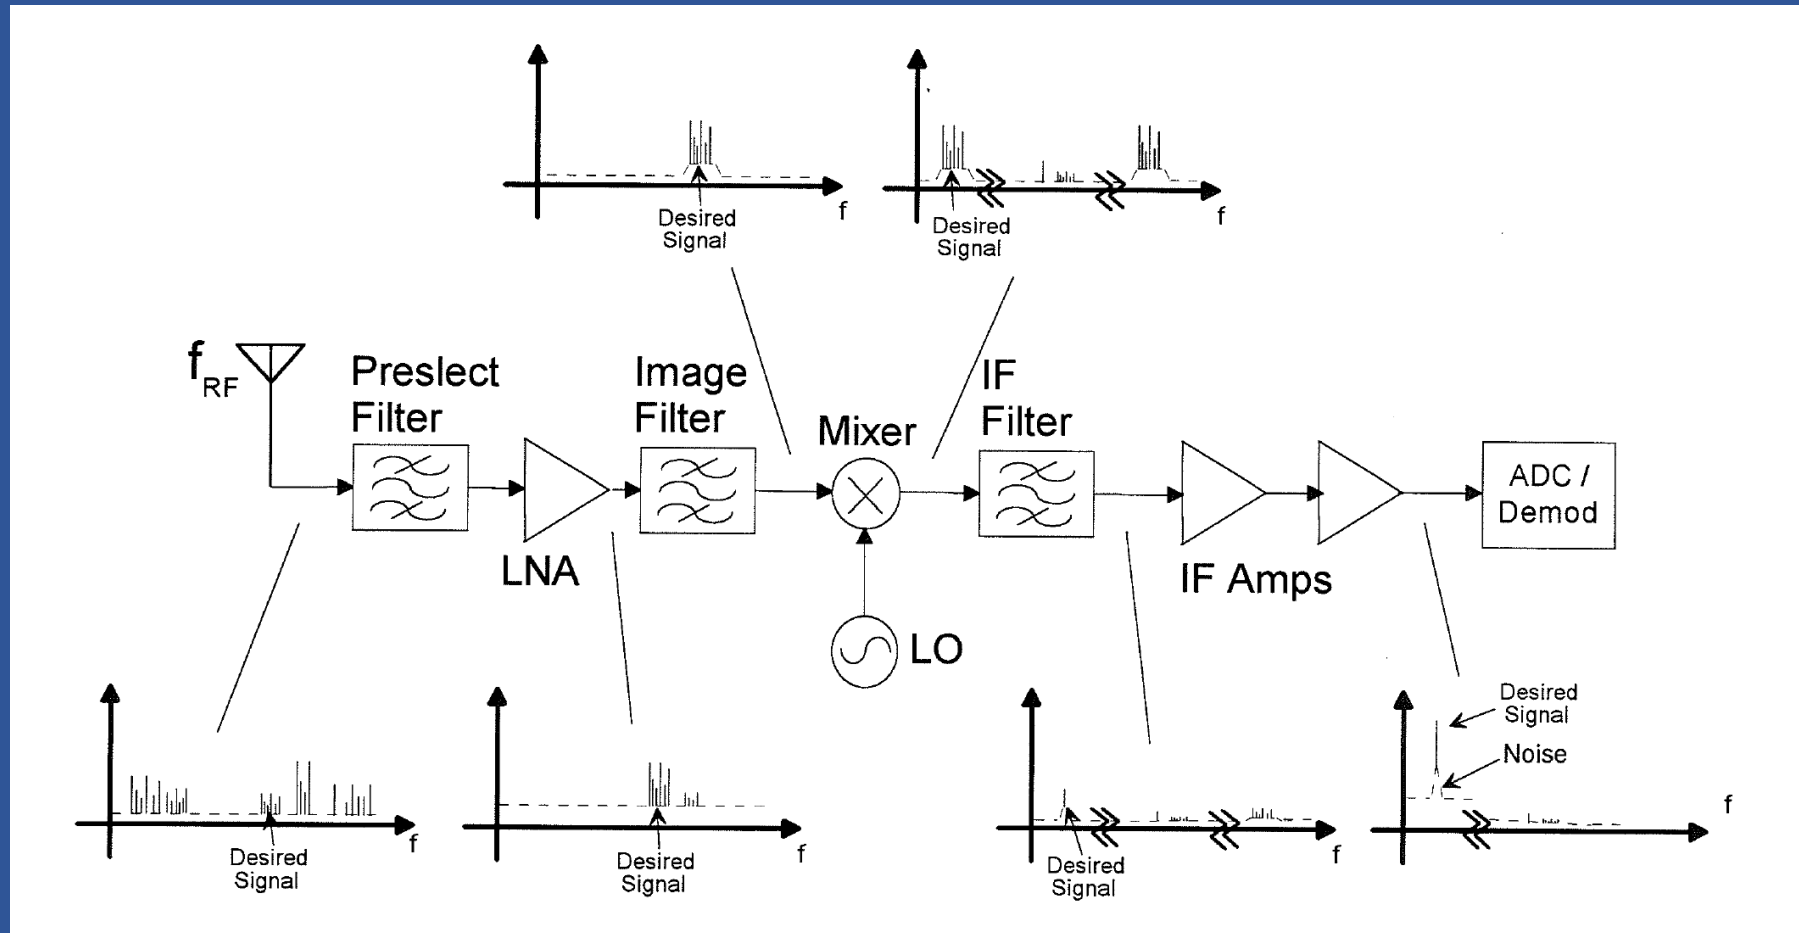 Desired
Signal
f
Desired
Signal
f
fRF
Preslect
Filter
LNA
Image
Filter
Mixer
LO
IF
Filter
IF Amps
ADC /
Demod
Desired
Signal
f
Desired
Signal
f
Desired
Signal
f
Desired
Signal
Noise
f